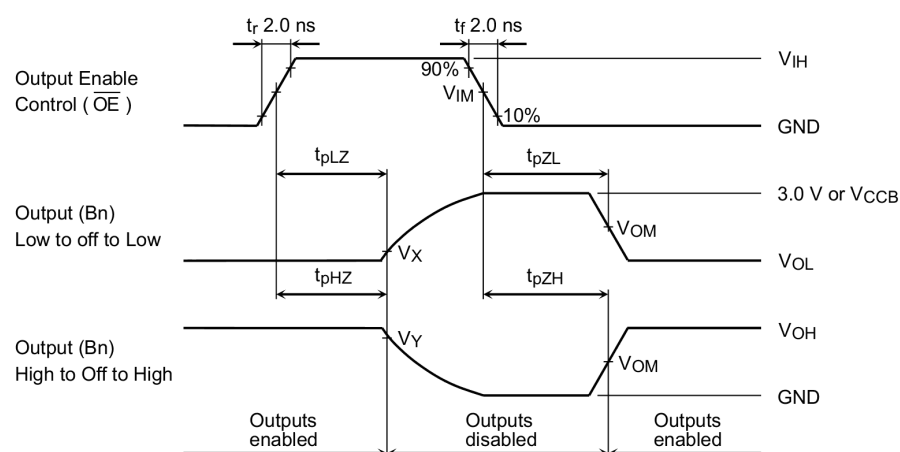 tr 2.0 ns
tf 2.0 ns
Output Enable
Control ( OE )
90%
VIM
10%
VIH
GND
tpLZ
tpZL
Output (Bn)
Low to off to Low
VX
VOM
3.0 V or VCCB
VOL
tpHZ
tpZH
Output (Bn)
High to Off to High
VY
VOM
VOH
GND
Outputs
enabled
Outputs
disabled
Outputs
enabled